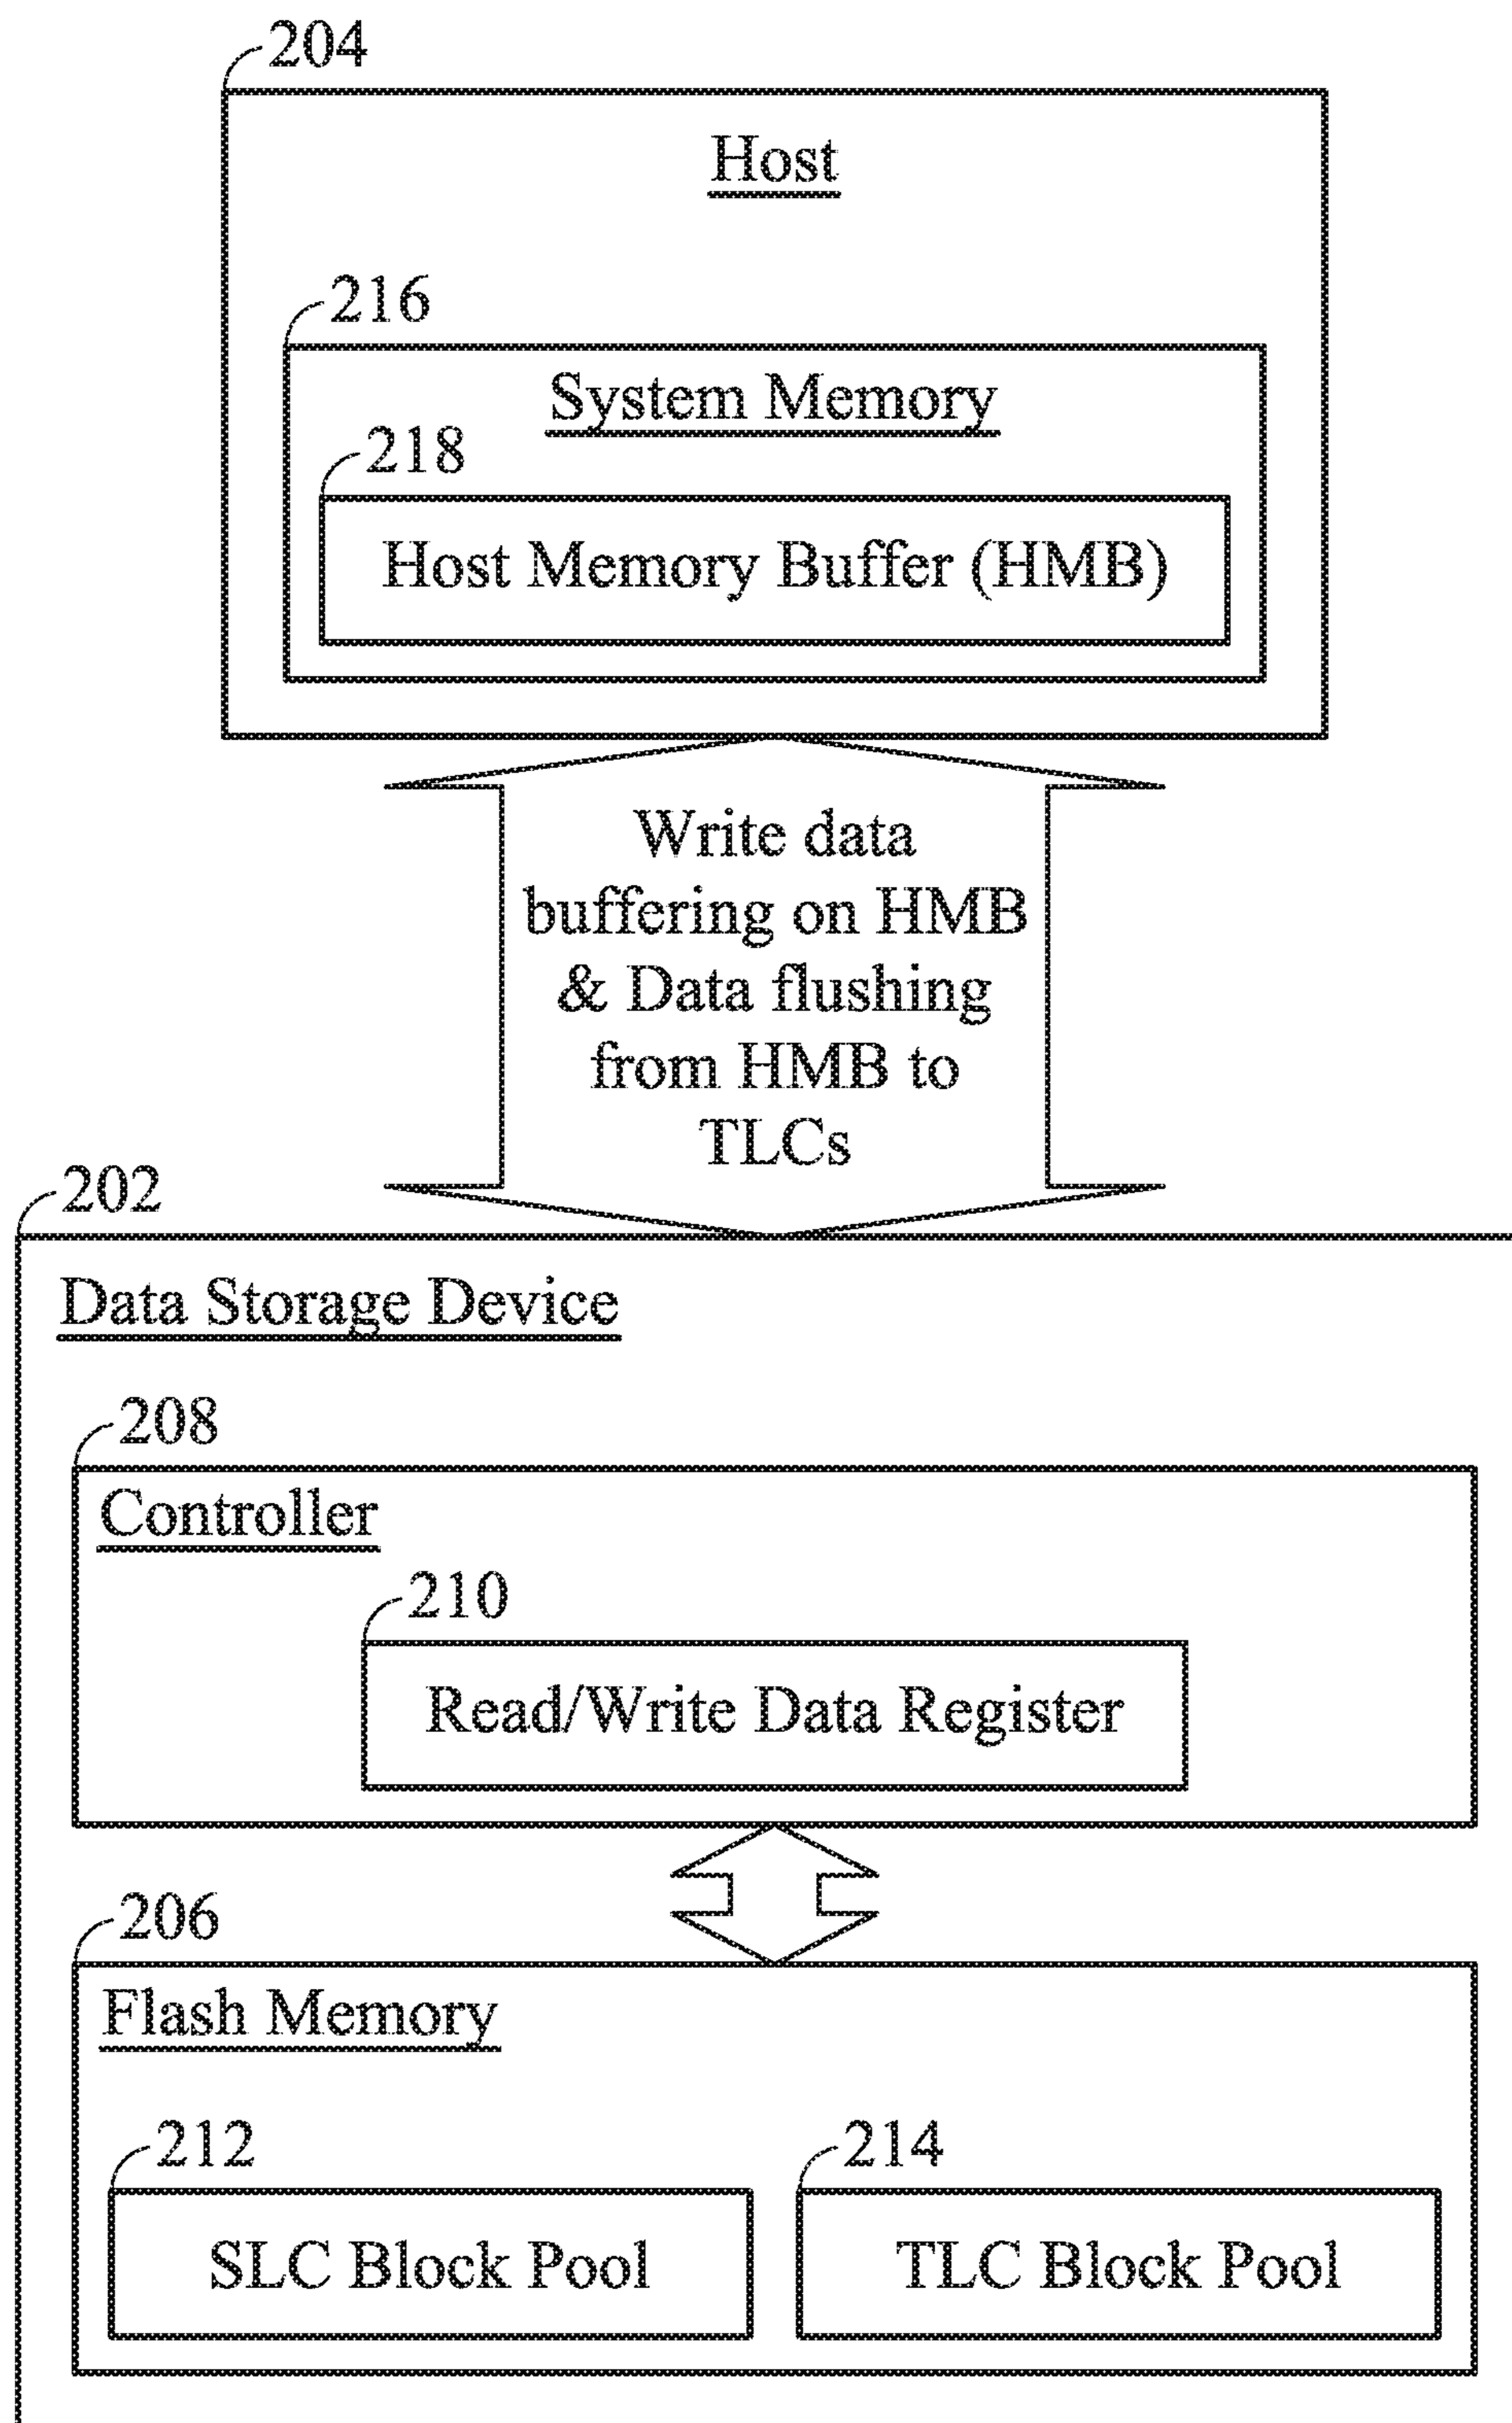 204
Host
216
System Memory
218
Host Memory Buffer (HMB)
Write data
buffering on HMB
& Data flushing
from HMB to
TLCs
202
Data Storage Device
208
Controller
210
Read/Write Data Register
206
Flash Memory
212
214
SLC Block Pool
TLC Block Pool